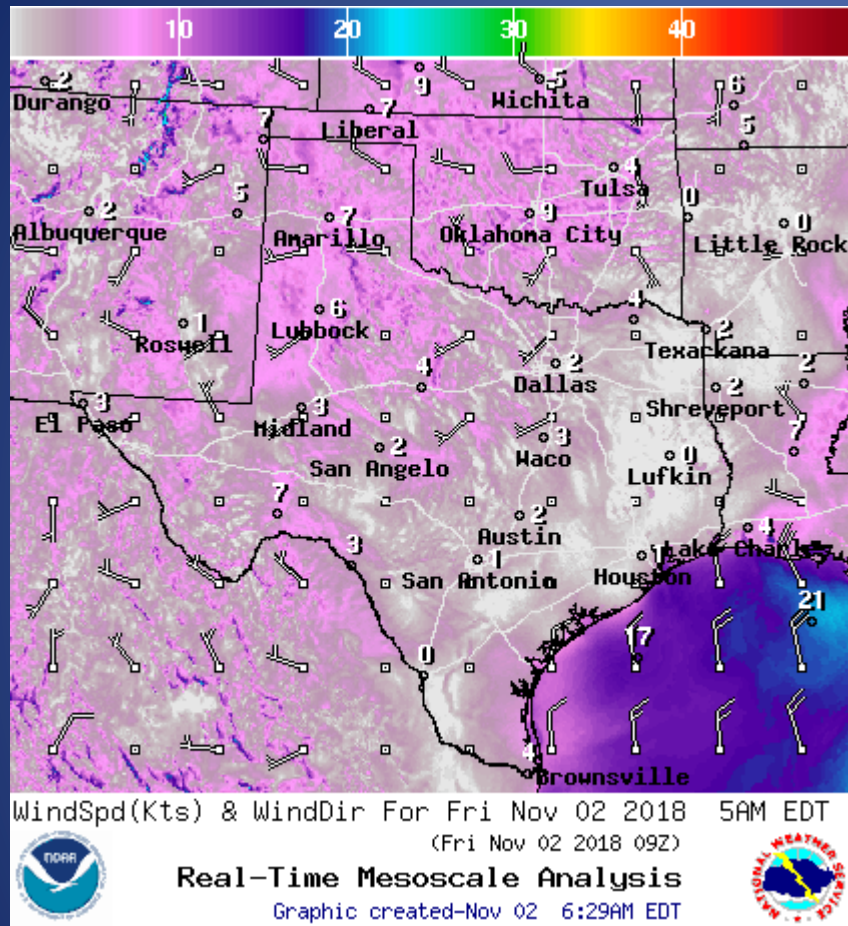 10 20 30 40
2 9 5 6
Durango Wichita
7 7 5
Liberal
4
Tulsa
2 5 7 9 0 0
Albuquerque Amarillo Oklahoma City Little Rock
1 6 4 2
Roswell Lubbock Texarkana
4 2 2 2
Dallas
3 3 Shreveport
El Paso Midland 2 3 7
San Angelo Waco 0
Lufkin
7 2 4
Austin
3 1 1 Lake Charles
San Antonio Houston
21
0 17
4
Brownsville
WindSpd(Kts) & WindDir For Fri Nov 02 2018 5AM EDT
(Fri Nov 02 2018 09Z)
NOAA Real-Time Mesoscale Analysis NATIONAL WEATHER SERVICE
Graphic created-Nov 02 6:29AM EDT